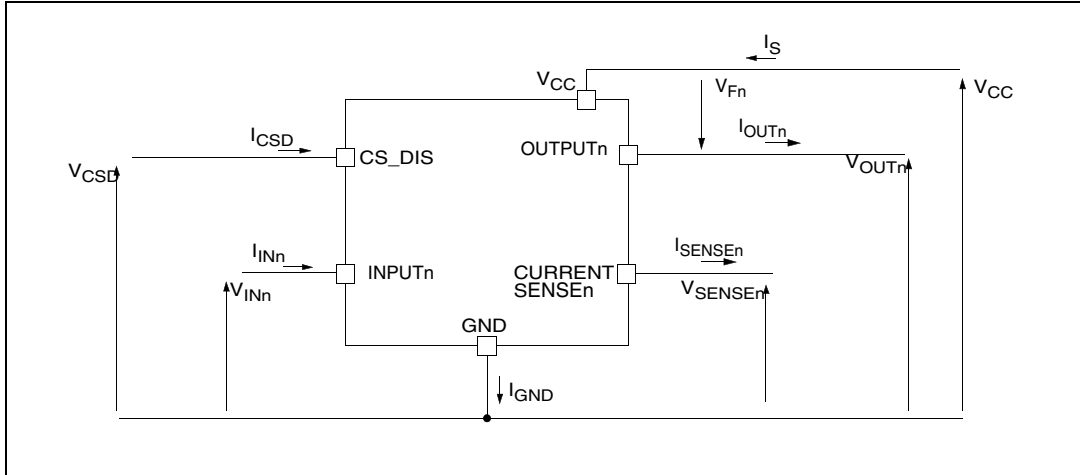 I_S
V_CC
V_Fn
V_CC
I_CSD
OUTPUTn
I_OUTn
CS_DIS
V_CSD
V_OUTn
I_INn
INPUTn
CURRENT
SENSEn
I_SENSEn
V_INn
V_SENSEn
GND
I_GND